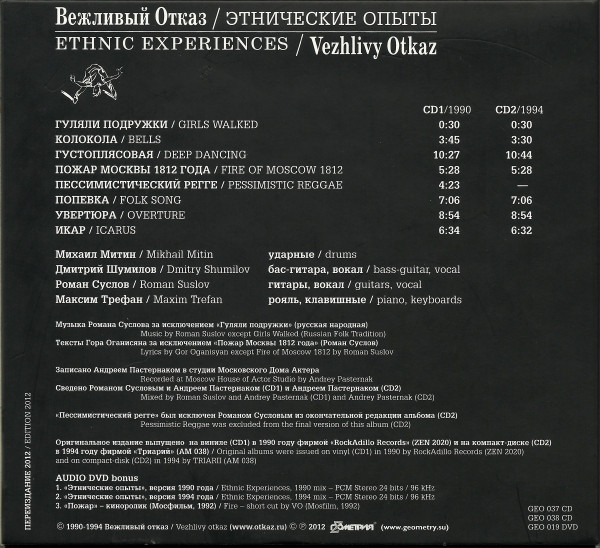 Вежливый Отказ / ЭТНИЧЕСКИЕ ОПЫТЫ
ETHNIC EXPERIENCES / Vezhlivy Otkaz
CD1/1990 CD2/1994
ГУЛЯЛИ ПОДРУЖКИ / GIRLS WALKED 0:30 0:30
КОЛОКОЛА / BELLS 3:45 3:30
ГУСТОПЛЯСОВАЯ / DEEP DANCING 10:27 10:44
ПОЖАР МОСКВЫ 1812 ГОДА / FIRE OF MOSCOW 1812 5:28 5:28
ПЕССИМИСТИЧЕСКИЙ РЕГГЕ / PESSIMISTIC REGGAE 4:23 —
ПОПЕВКА / FOLK SONG 7:06 7:06
УВЕРТЮРА / OVERTURE 8:54 8:54
ИКАР / ICARUS 6:34 6:32
Михаил Митин / Mikhail Mitin ударные / drums
Дмитрий Шумилов / Dmitry Shumilov бас-гитара, вокал / bass-guitar, vocal
Роман Суслов / Roman Suslov гитары, вокал / guitars, vocal
Максим Трефан / Maxim Trefan рояль, клавишные / piano, keyboards
Музыка Романа Суслова за исключением «Гуляли подружки» (русская народная)
Music by Roman Suslov except Girls Walked (Russian Folk Tradition)
Тексты Гора Оганисяна за исключением «Пожар Москвы 1812 года» (Роман Суслов)
Lyrics by Gor Oganisyan except Fire of Moscow 1812 by Roman Suslov
Записано Андреем Пастернаком в студии Московского Дома Актера
Recorded at Moscow House of Actor Studio by Andrey Pasternak
Сведено Романом Сусловым и Андреем Пастернаком (CD1) и Андреем Пастернаком (CD2)
Mixed by Roman Suslov and Andrey Pasternak (CD1) and Andrey Pasternak (CD2)
«Пессимистический регге» был исключен Романом Сусловым из окончательной редакции альбома (CD2)
Pessimistic Reggae was excluded from the final version of this album (CD2)
Оригинальное издание выпущено на виниле (CD1) в 1990 году фирмой «RockAdillo Records» (ZEN 2020) и на компакт-диске (CD2)
в 1994 году фирмой «Триарий» (AM 038) / Original albums were issued on vinyl (CD1) in 1990 by RockAdillo Records (ZEN 2020)
and on compact-disk (CD2) in 1994 by TRIARII (AM 038)
AUDIO DVD bonus
1. «Этнические опыты», версия 1990 года / Ethnic Experiences, 1990 mix – PCM Stereo 24 bits / 96 kHz
2. «Этнические опыты», версия 1994 года / Ethnic Experiences, 1994 mix – PCM Stereo 24 bits / 96 kHz
3. «Пожар» – киноролик (Мосфильм, 1992) / Fire – short cut by VO (Mosfilm, 1992)
© 1990-1994 Вежливый отказ / Vezhlivy otkaz (www.otkaz.ru) © ℗ 2012 ГЕОМЕТРИЯ (www.geometry.su)
GEO 037 CD
GEO 038 CD
GEO 019 DVD
ПЕРЕИЗДАНИЕ 2012 / EDITION 2012